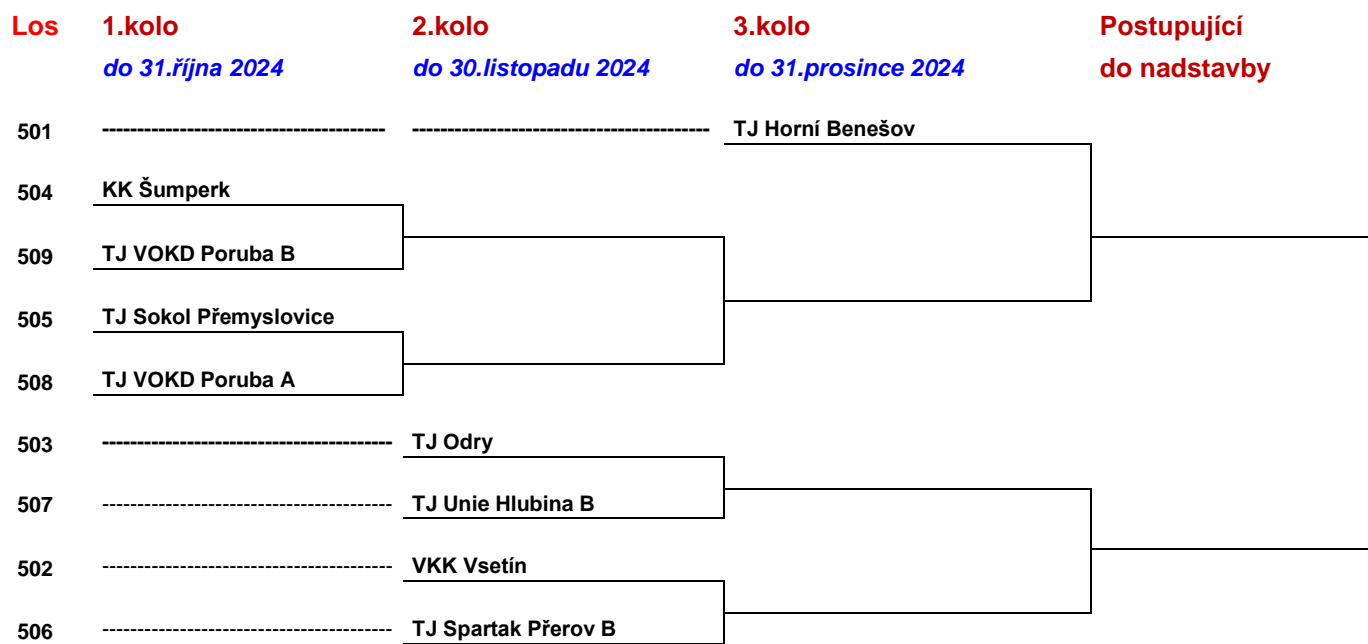 Los 1.kolo 2.kolo 3.kolo Postupující
do 31.října 2024 do 30.listopadu 2024 do 31.prosince 2024 do nadstavby
501 TJ Horní Benešov
504 KK Šumperk
509 TJ VOKD Poruba B
505 TJ Sokol Přemyslovice
508 TJ VOKD Poruba A
503 TJ Odry
507 TJ Unie Hlubina B
502 VKK Vsetín
506 TJ Spartak Přerov B